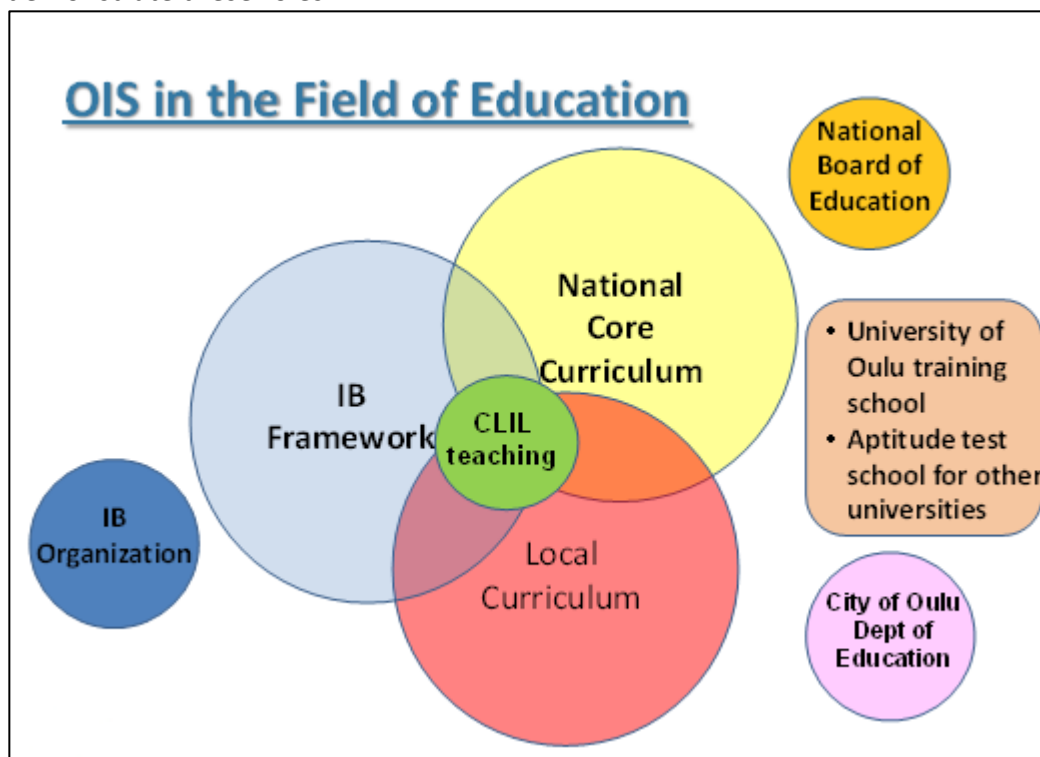 OIS in the Field of Education
National
Board of
Education
National
Core
Curriculum
• University of
Oulu training
school
• Aptitude test
school for other
universities
IB
Framework
CLIL
teaching
IB
Organization
Local
Curriculum
City of Oulu
Dept of
Education